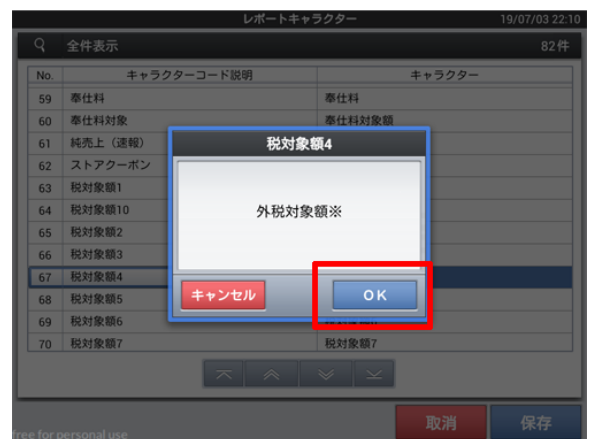 レポートキャラクター 19/07/03 22:10
全件表示 82件
No. キャラクターコード説明 キャラクター
59 奉仕料 奉仕料
60 奉仕料対象 奉仕料対象額
61 純売上（速報）
62 ストアクーポン
63 税対象額1
64 税対象額10
65 税対象額2
66 税対象額3
67 税対象額4
68 税対象額5
69 税対象額6
70 税対象額7 税対象額7
税対象額4
外税対象額※
キャンセル OK
取消 保存
free for personal use